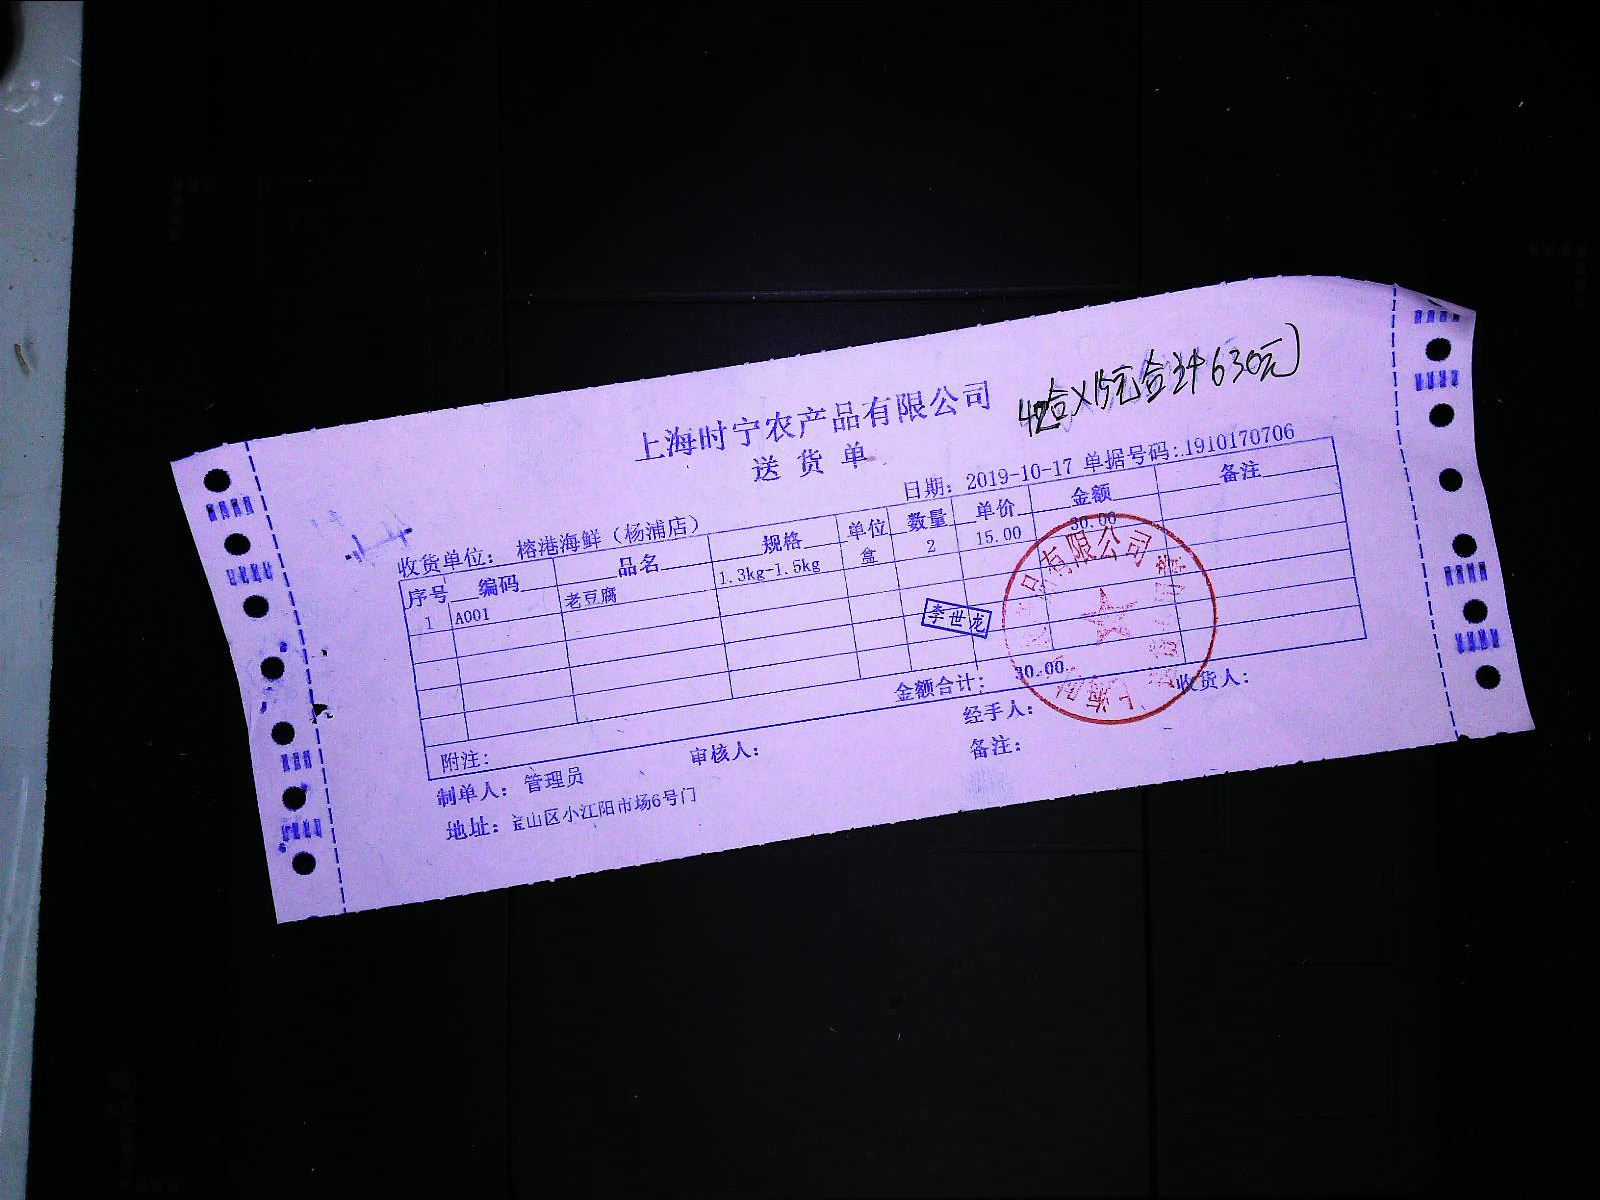 42合×15元合计630元
上海时宁农产品有限公司
送货单
日期: 2019-10-17 单据号码:.1910170706
收货单位: 榕港海鲜（杨浦店）
序号 编码 品名 规格 单位 数量 单价 金额 备注
1 A001 老豆腐 1.3kg-1.5kg 盒 2 15.00 30.00
李世龙
品有限公司
上海
金额合计: 30.00
附注: 审核人: 经手人: 收货人:
制单人: 管理员 备注:
地址: 宝山区小江阳市场6号门